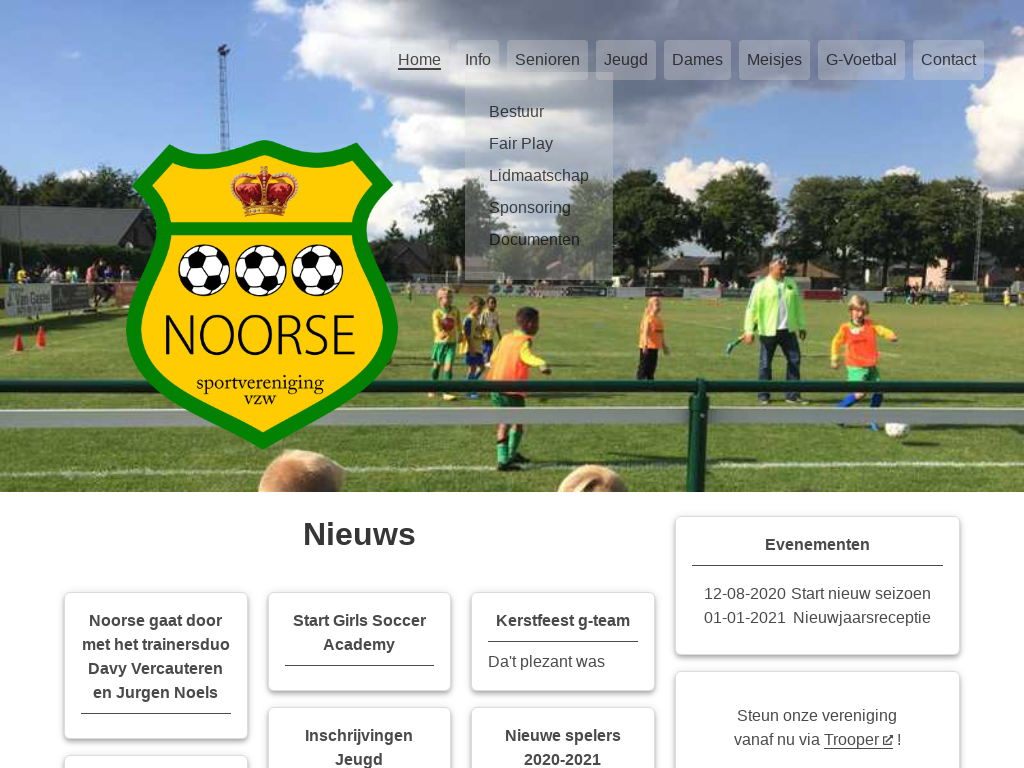 Home Info Senioren Jeugd Dames Meisjes G-Voetbal Contact
Bestuur
Fair Play
Lidmaatschap
Sponsoring
Documenten
NOORSE
sportvereniging
vzw
Nieuws
Noorse gaat door
met het trainersduo
Davy Vercauteren
en Jurgen Noels
Start Girls Soccer
Academy
Kerstfeest g-team
Da't plezant was
Inschrijvingen
Jeugd
Nieuwe spelers
2020-2021
Evenementen
12-08-2020 Start nieuw seizoen
01-01-2021 Nieuwjaarsreceptie
Steun onze vereniging
vanaf nu via Trooper !